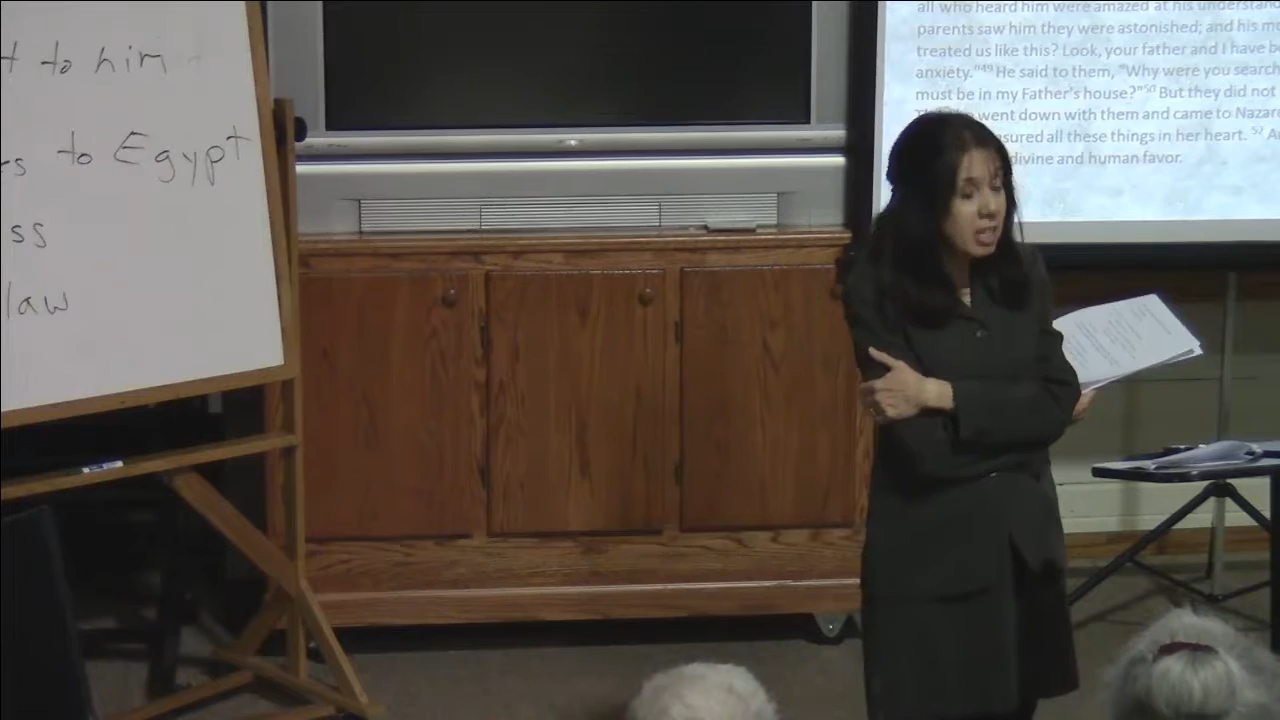 t to him
rs to Egypt
ss
law
all who heard him were amazed at his understand
parents saw him they were astonished; and his mo
treated us like this? Look, your father and I have be
anxiety."49 He said to them, "Why were you search
must be in my Father's house?"50 But they did not
went down with them and came to Nazare
sured all these things in her heart. 52 A
divine and human favor.